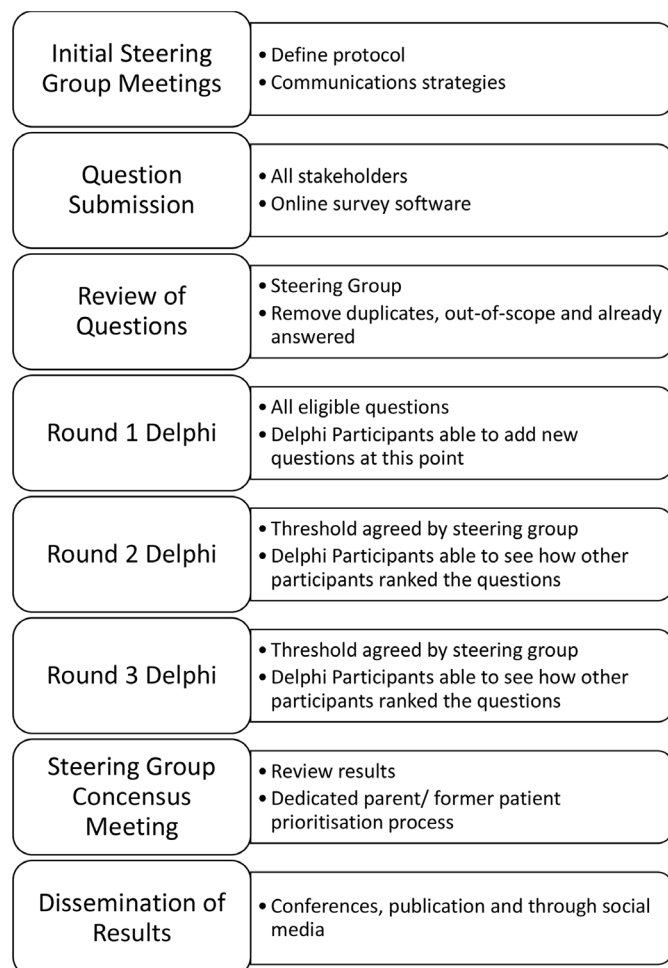 Initial Steering
Group Meetings
• Define protocol
• Communications strategies
Question
Submission
• All stakeholders
• Online survey software
Review of
Questions
• Steering Group
• Remove duplicates, out-of-scope and already
answered
Round 1 Delphi
• All eligible questions
• Delphi Participants able to add new
questions at this point
Round 2 Delphi
• Threshold agreed by steering group
• Delphi Participants able to see how other
participants ranked the questions
Round 3 Delphi
• Threshold agreed by steering group
• Delphi Participants able to see how other
participants ranked the questions
Steering Group
Concensus
Meeting
• Review results
• Dedicated parent/ former patient
prioritisation process
Dissemination of
Results
• Conferences, publication and through social
media